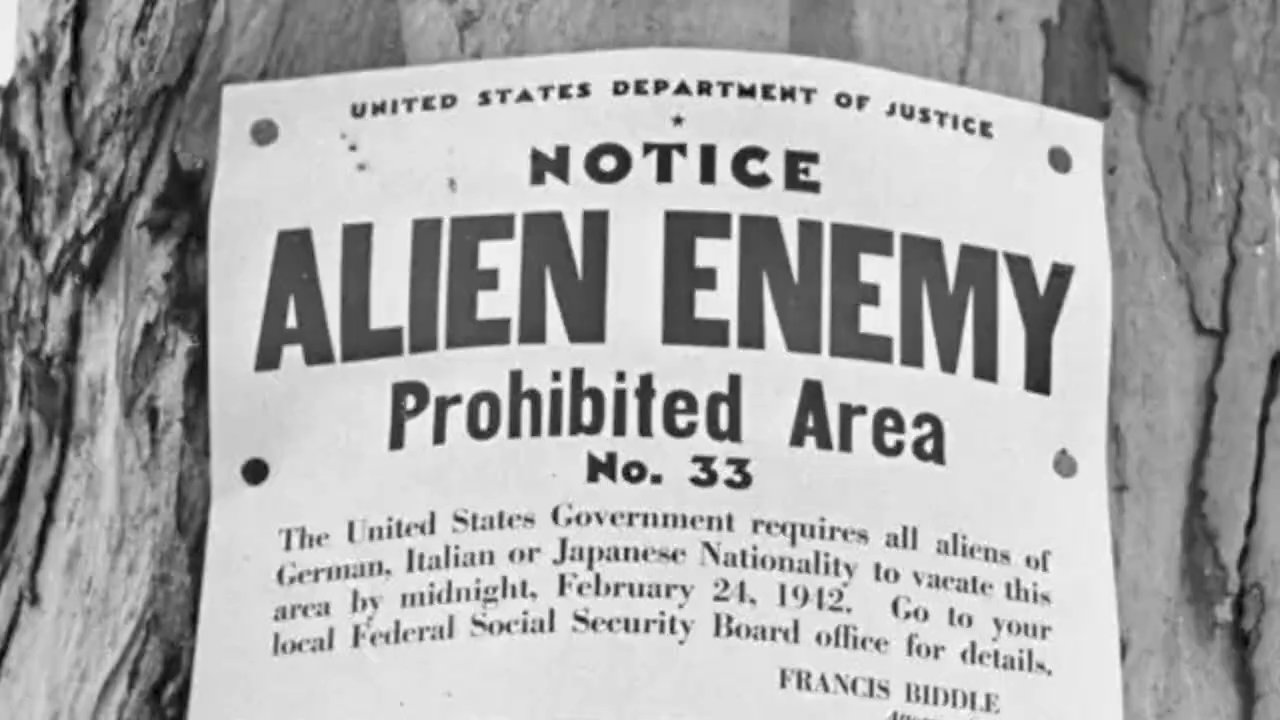 UNITED STATES DEPARTMENT OF JUSTICE
NOTICE
ALIEN ENEMY
Prohibited Area
No. 33
The United States Government requires all aliens of
German, Italian or Japanese Nationality to vacate this
area by midnight, February 24, 1942. Go to your
local Federal Social Security Board office for details.
FRANCIS BIDDLE